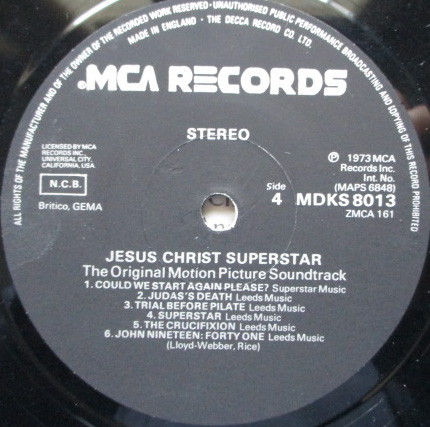 ALL RIGHTS OF THE MANUFACTURER AND OF THE OWNER OF THE RECORDED WORK RESERVED · UNAUTHORISED PUBLIC PERFORMANCE BROADCASTING AND COPYING OF THIS RECORD PROHIBITED
MADE IN ENGLAND · THE DECCA RECORD CO. LTD.
.MCA RECORDS
STEREO
LICENSED BY MCA
RECORDS INC.
UNIVERSAL CITY,
CALIFORNIA, USA.
N.C.B.
Britico, GEMA
℗ 1973 MCA
Records Inc.
Int. No.
(MAPS 6848)
Side
4 MDKS 8013
ZMCA 161
JESUS CHRIST SUPERSTAR
The Original Motion Picture Soundtrack
1. COULD WE START AGAIN PLEASE? Superstar Music
2. JUDAS'S DEATH Leeds Music
3. TRIAL BEFORE PILATE Leeds Music
4. SUPERSTAR Leeds Music
5. THE CRUCIFIXION Leeds Music
6. JOHN NINETEEN: FORTY ONE Leeds Music
(Lloyd-Webber, Rice)